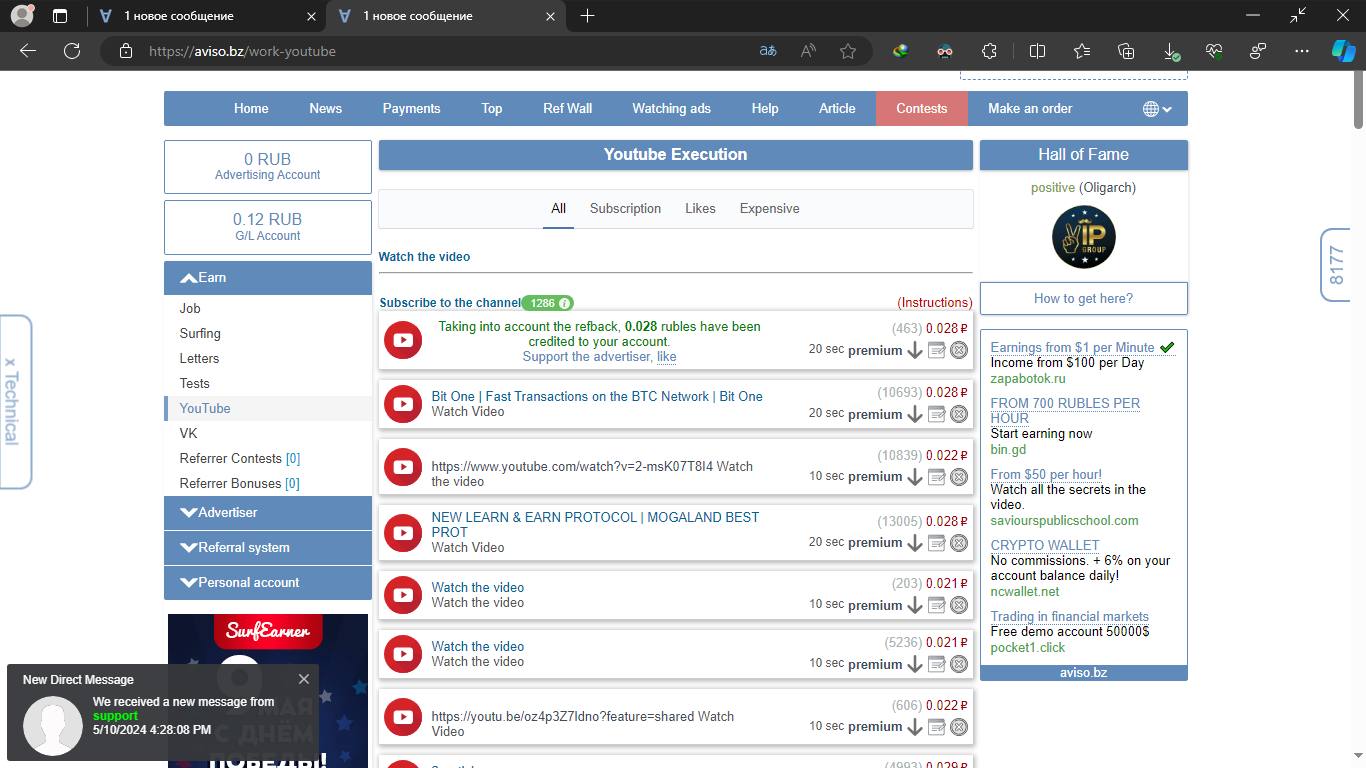 1 новое сообщение
1 новое сообщение
https://aviso.bz/work-youtube
Home
News
Payments
Top
Ref Wall
Watching ads
Help
Article
Contests
Make an order
0 RUB
Advertising Account
0.12 RUB
G/L Account
Earn
Job
Surfing
Letters
Tests
YouTube
VK
Referrer Contests [0]
Referrer Bonuses [0]
Advertiser
Referral system
Personal account
SurfEarner
Youtube Execution
All
Subscription
Likes
Expensive
Watch the video
Subscribe to the channel 1286
(Instructions)
Taking into account the refback, 0.028 rubles have been
credited to your account.
Support the advertiser, like
(463) 0.028 ₽
20 sec premium
Bit One | Fast Transactions on the BTC Network | Bit One
Watch Video
(10693) 0.028 ₽
20 sec premium
https://www.youtube.com/watch?v=2-msK07T8I4 Watch
the video
(10839) 0.022 ₽
10 sec premium
NEW LEARN & EARN PROTOCOL | MOGALAND BEST
PROT
Watch Video
(13005) 0.028 ₽
20 sec premium
Watch the video
Watch the video
(203) 0.021 ₽
10 sec premium
Watch the video
Watch the video
(5236) 0.021 ₽
10 sec premium
https://youtu.be/oz4p3Z7ldno?feature=shared Watch
Video
(606) 0.022 ₽
10 sec premium
(4993) 0.029 ₽
Hall of Fame
positive (Oligarch)
VIP
GROUP
How to get here?
Earnings from $1 per Minute
Income from $100 per Day
zapabotok.ru
FROM 700 RUBLES PER
HOUR
Start earning now
bin.gd
From $50 per hour!
Watch all the secrets in the
video.
saviourspublicschool.com
CRYPTO WALLET
No commissions. + 6% on your
account balance daily!
ncwallet.net
Trading in financial markets
Free demo account 50000$
pocket1.click
aviso.bz
8177
x Technical
New Direct Message
We received a new message from
support
5/10/2024 4:28:08 PM
С ДНЁМ
ПОБЕДЫ!